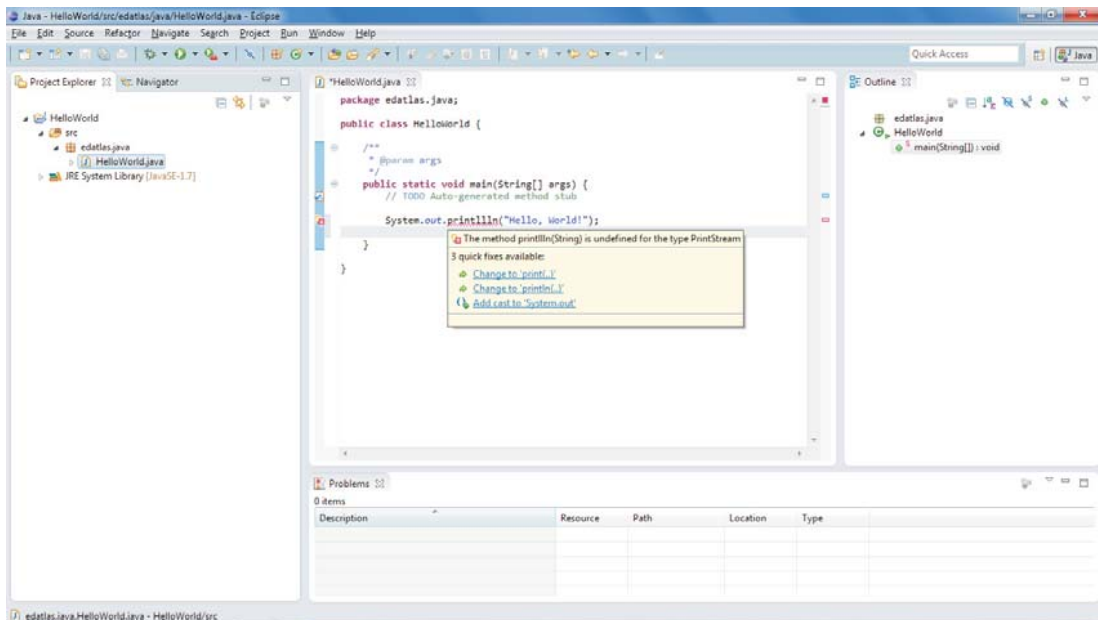 Java - HelloWorld/src/edatlas/java/HelloWorld.java - Eclipse
File Edit Source Refactor Navigate Search Project Run Window Help
Quick Access
Java
Project Explorer
Navigator
HelloWorld
src
edatlas.java
HelloWorld.java
JRE System Library [JavaSE-1.7]
*HelloWorld.java
package edatlas.java;
public class HelloWorld {
/**
* @param args
*/
public static void main(String[] args) {
// TODO Auto-generated method stub
System.out.printllln("Hello, World!");
}
}
The method printllln(String) is undefined for the type PrintStream
3 quick fixes available:
Change to 'print(..)'
Change to 'println(..)'
Add cast to 'System.out'
Outline
edatlas.java
HelloWorld
main(String[]) : void
Problems
0 items
Description Resource Path Location Type
edatlas.java.HelloWorld.java - HelloWorld/src